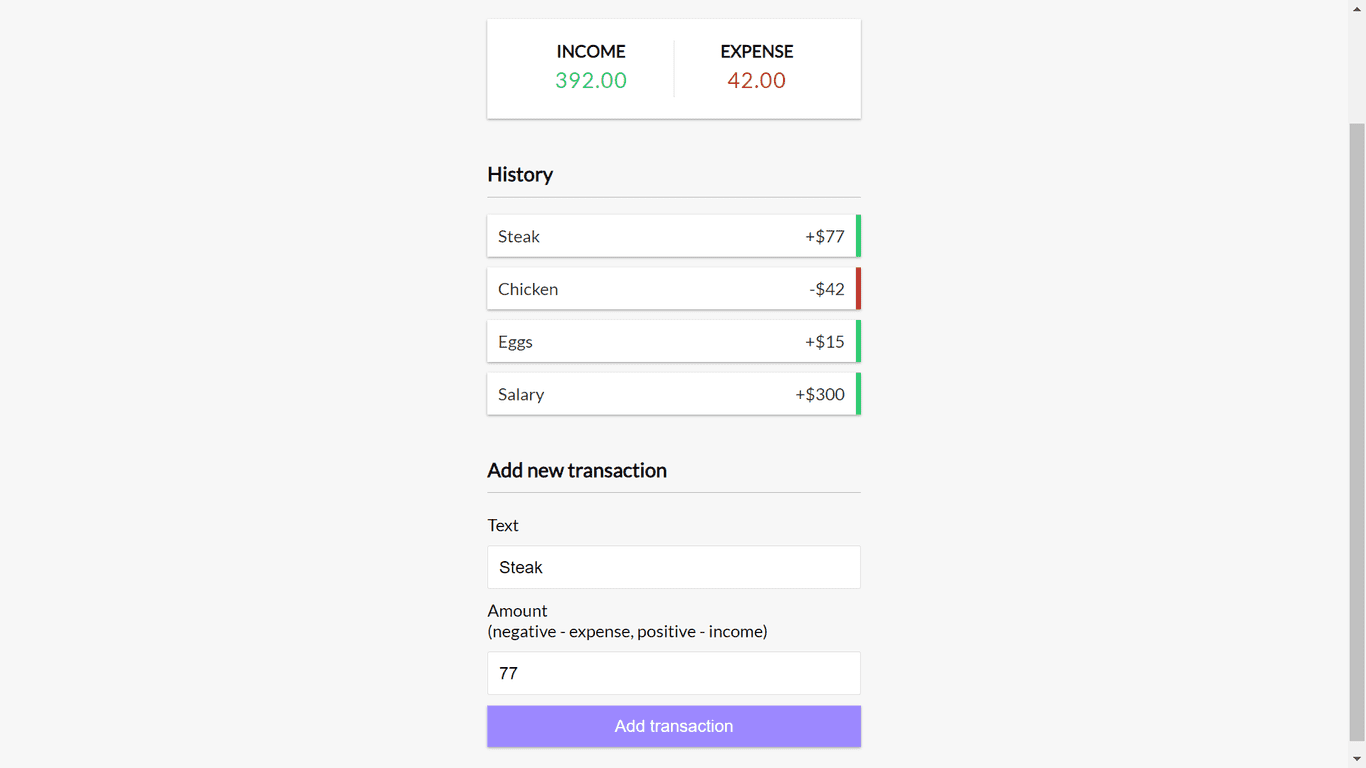 INCOME
392.00
EXPENSE
42.00
History
Steak +$77
Chicken -$42
Eggs +$15
Salary +$300
Add new transaction
Text
Steak
Amount
(negative - expense, positive - income)
77
Add transaction